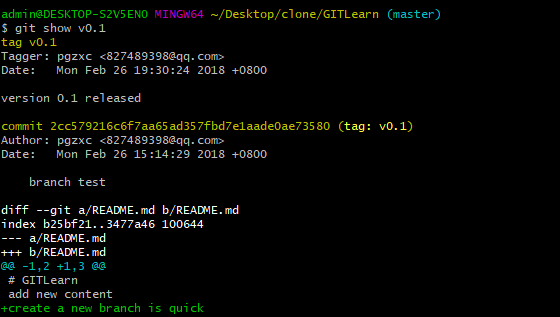 admin@DESKTOP-S2V5ENO MINGW64 ~/Desktop/clone/GITLearn (master)
$ git show v0.1
tag v0.1
Tagger: pgzxc <827489398@qq.com>
Date:   Mon Feb 26 19:30:24 2018 +0800

version 0.1 released

commit 2cc579216c6f7aa65ad357fbd7e1aade0ae73580 (tag: v0.1)
Author: pgzxc <827489398@qq.com>
Date:   Mon Feb 26 15:14:29 2018 +0800

    branch test

diff --git a/README.md b/README.md
index b25bf21..3477a46 100644
--- a/README.md
+++ b/README.md
@@ -1,2 +1,3 @@
 # GITLearn
 add new content
+create a new branch is quick